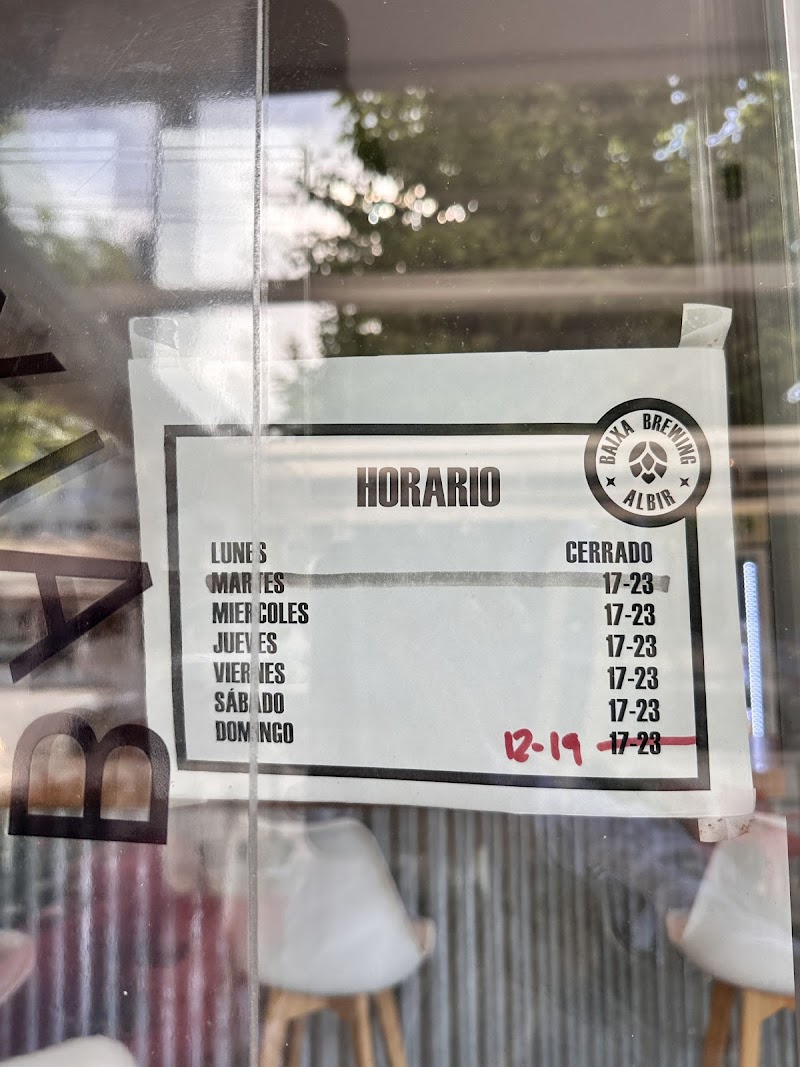 BAIXA BREWING
ALBIR
HORARIO
LUNES CERRADO
MARTES 17-23
MIERCOLES 17-23
JUEVES 17-23
VIERNES 17-23
SÁBADO 17-23
DOMINGO 12-19 17-23
BA